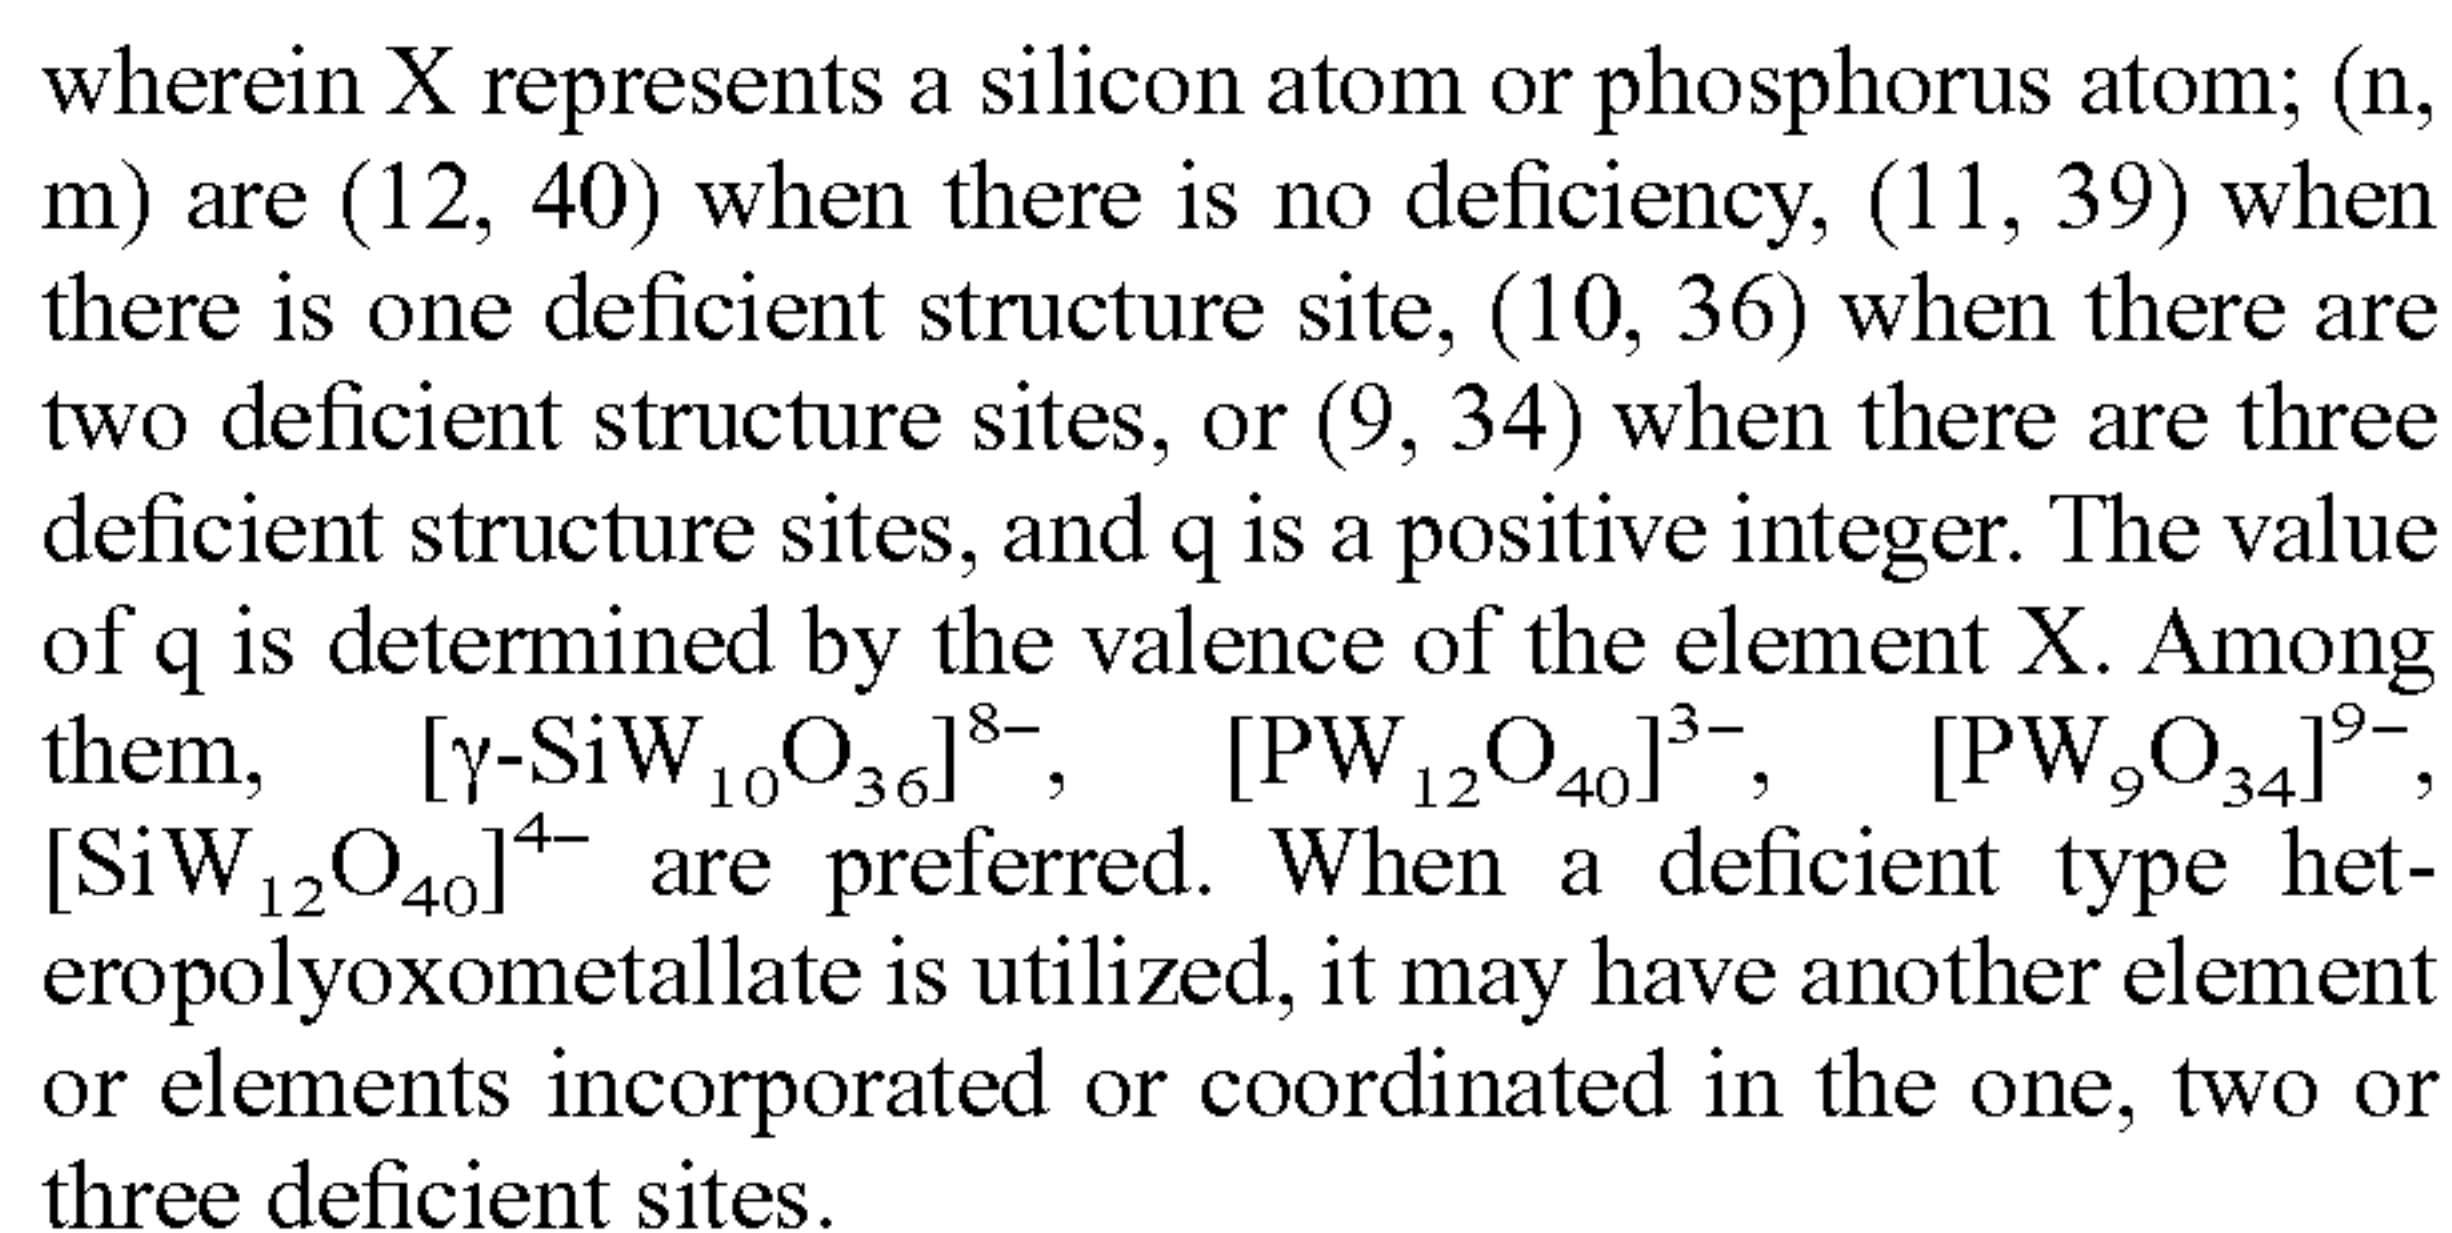 wherein X represents a silicon atom or phosphorus atom; (n,
m) are (12, 40) when there is no deficiency, (11, 39) when
there is one deficient structure site, (10, 36) when there are
two deficient structure sites, or (9, 34) when there are three
deficient structure sites, and q is a positive integer. The value
of q is determined by the valence of the element X. Among
them, [γ-SiW₁₀O₃₆]⁸⁻, [PW₁₂O₄₀]³⁻, [PW₉O₃₄]⁹⁻,
[SiW₁₂O₄₀]⁴⁻ are preferred. When a deficient type het-
eropolyoxometallate is utilized, it may have another element
or elements incorporated or coordinated in the one, two or
three deficient sites.